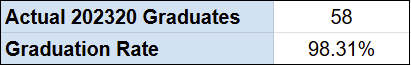 Actual 202320 Graduates 58
Graduation Rate 98.31%